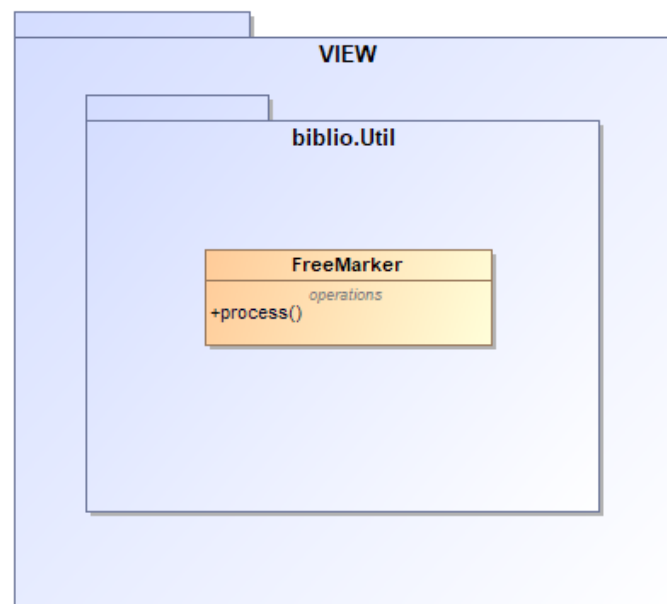 VIEW
biblio.Util
FreeMarker
operations
+process()